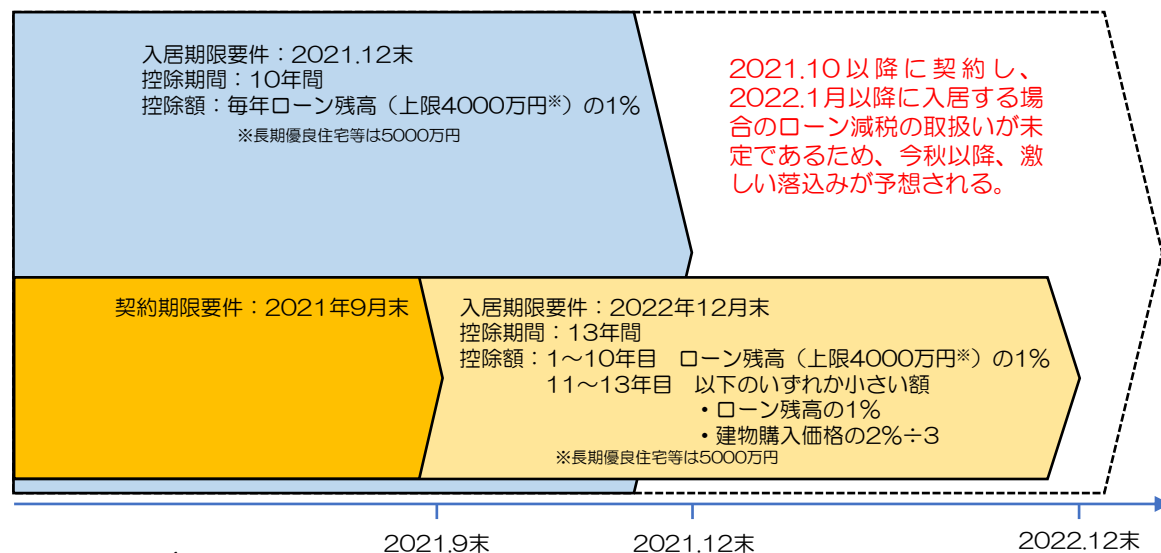 入居期限要件：2021.12末
控除期間：10年間
控除額：毎年ローン残高（上限4000万円※）の1%
※長期優良住宅等は5000万円
2021.10以降に契約し、
2022.1月以降に入居する場
合のローン減税の取扱いが未
定であるため、今秋以降、激
しい落込みが予想される。
契約期限要件：2021年9月末
入居期限要件：2022年12月末
控除期間：13年間
控除額：1～10年目　ローン残高（上限4000万円※）の1%
11～13年目　以下のいずれか小さい額
・ローン残高の1%
・建物購入価格の2%÷3
※長期優良住宅等は5000万円
2021.9末
2021.12末
2022.12末